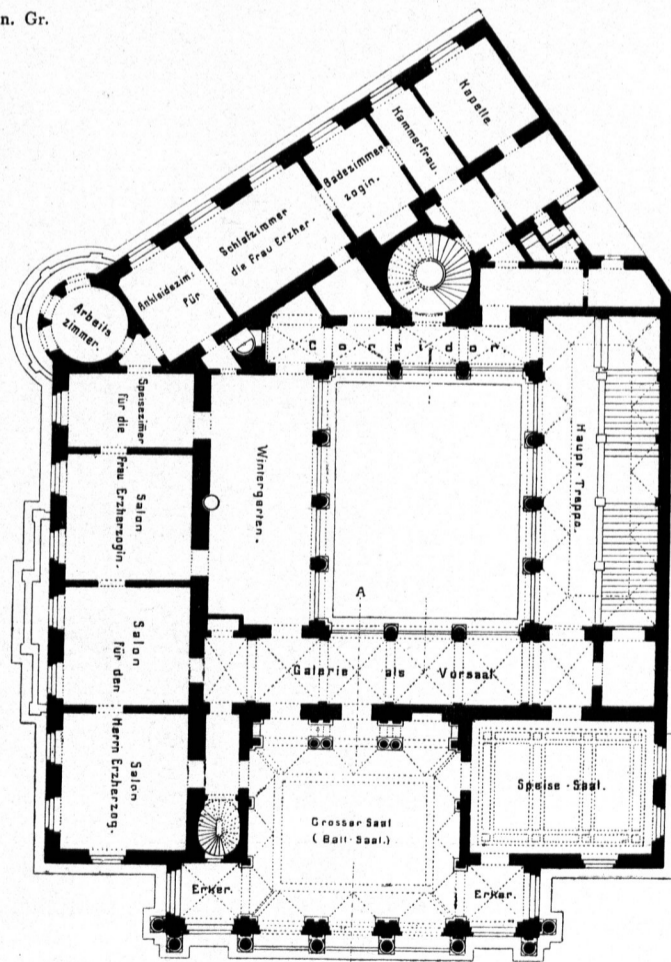 n. Gr.
Kapelle.
Kammerfrau
Badezimmer
zogin.
Schlafzimmer
die Frau Erzher-
Ankleidezim:
für
Arbeits
zimmer.
Corridor
Speisezimer
für die
Wintergarten.
Haupt-Treppe.
Salon
Frau Erzherzogin.
A
Salon
für den
Galerie als Vorsaal
Salon
Herrn Erzherzog.
Speise-Saal.
Grosser Saal
(Ball-Saal.)
Erker.
Erker.